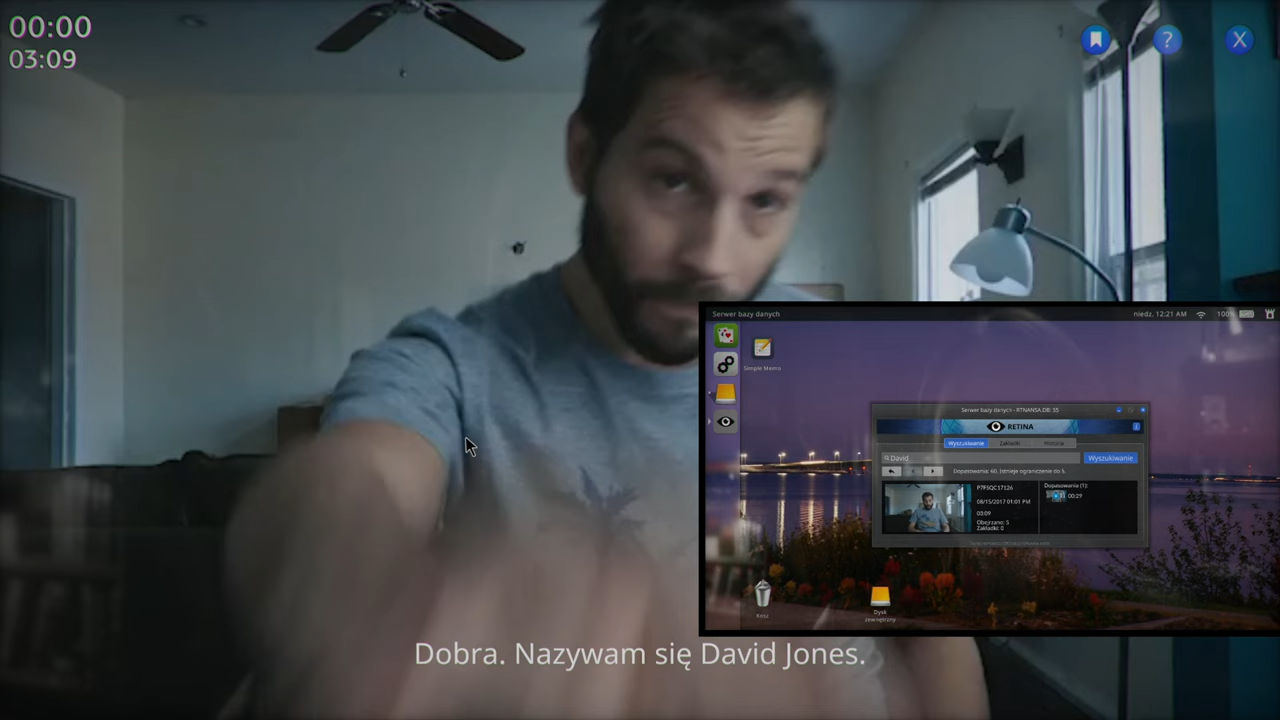 00:00
03:09
?
X
Serwer bazy danych
niedz. 12:21 AM
100%
Simple Memo
Serwer bazy danych - RTNANSA.DB: 55
RETINA
Wyszukiwanie
Zakładki
Historia
David
Wyszukiwanie
Dopasowania: 60. Istnieje ograniczenie do 5.
P7FSQC17126
08/15/2017 01:01 PM
03:09
Obejrzano: 5
Zakładki: 0
Dopasowania (1):
00:29
Kosz
Dysk
zewnętrzny
Dobra. Nazywam się David Jones.